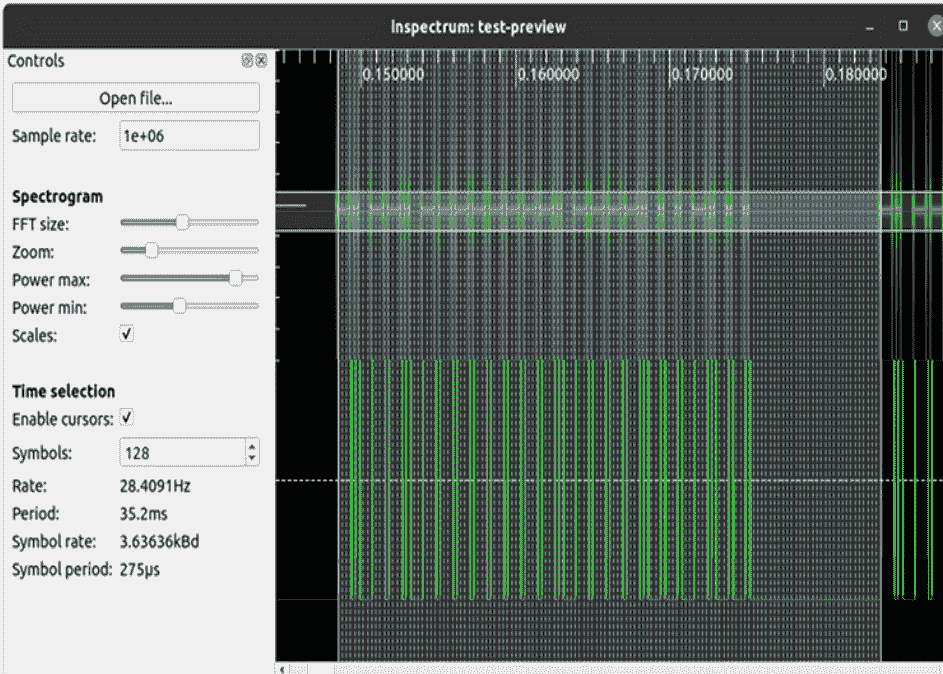 Inspectrum: test-preview
Controls
Open file...
Sample rate: 1e+06
Spectrogram
FFT size:
Zoom:
Power max:
Power min:
Scales:
Time selection
Enable cursors:
Symbols: 128
Rate: 28.4091Hz
Period: 35.2ms
Symbol rate: 3.63636kBd
Symbol period: 275µs
0.150000 0.160000 0.170000 0.180000